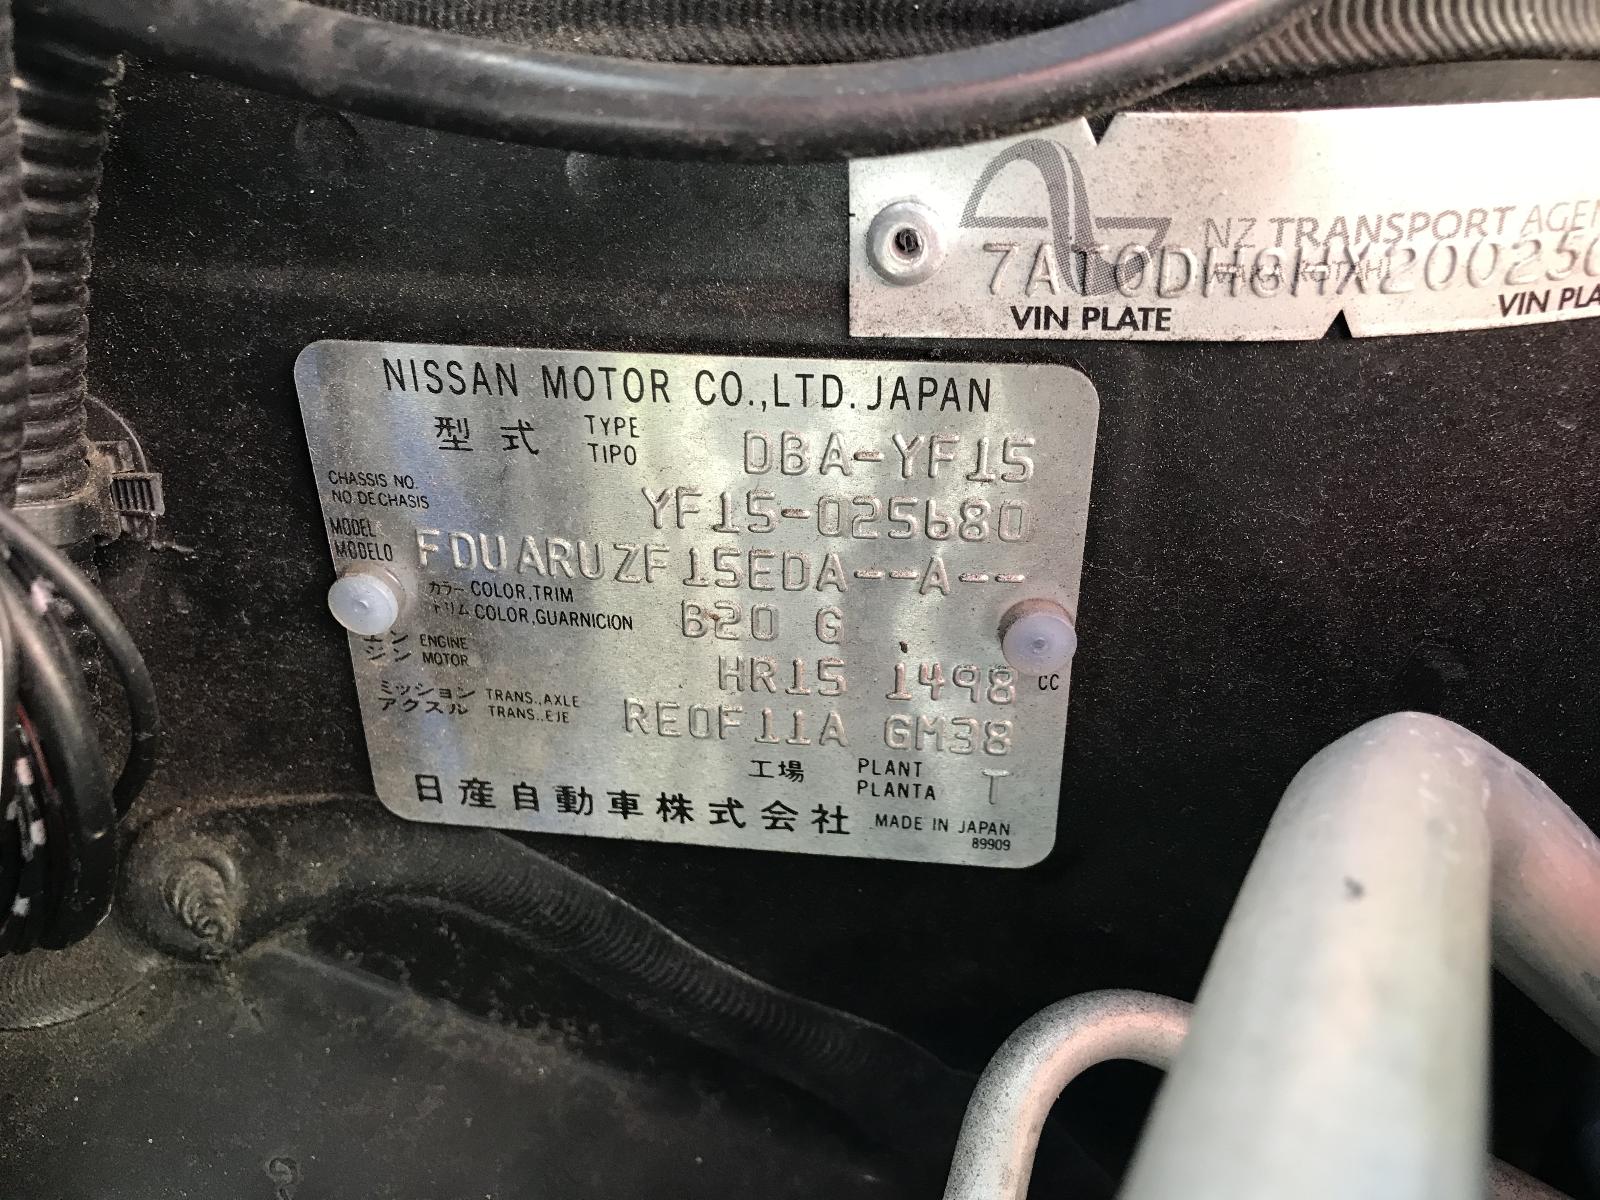 NZ TRANSPORT AGEN
7AT0DH8HX2002560
VIN PLATE
VIN PLA
NISSAN MOTOR CO.,LTD. JAPAN
型式 TYPE TIPO DBA-YF15
CHASSIS NO.
NO DE CHASIS
YF15-025680
MODEL
MODELO
FDUARUZF15EDA--A--
カラー COLOR,TRIM
トリム COLOR,GUARNICION
B20 G
エン ENGINE
ジン MOTOR
HR15 1498 CC
ミッション TRANS.,AXLE
アクスル TRANS.,EJE
RE0F11A GM38
工場 PLANT PLANTA T
日産自動車株式会社 MADE IN JAPAN
89909